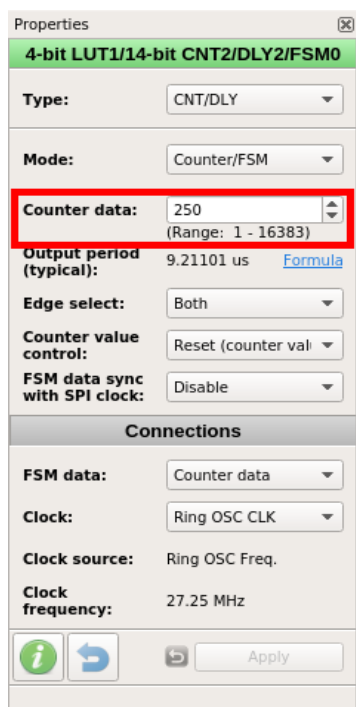 Properties
4-bit LUT1/14-bit CNT2/DLY2/FSM0
Type: CNT/DLY
Mode: Counter/FSM
Counter data: 250
(Range: 1 - 16383)
Output period
(typical): 9.21101 us Formula
Edge select: Both
Counter value
control: Reset (counter val
FSM data sync
with SPI clock: Disable
Connections
FSM data: Counter data
Clock: Ring OSC CLK
Clock source: Ring OSC Freq.
Clock
frequency: 27.25 MHz
Apply